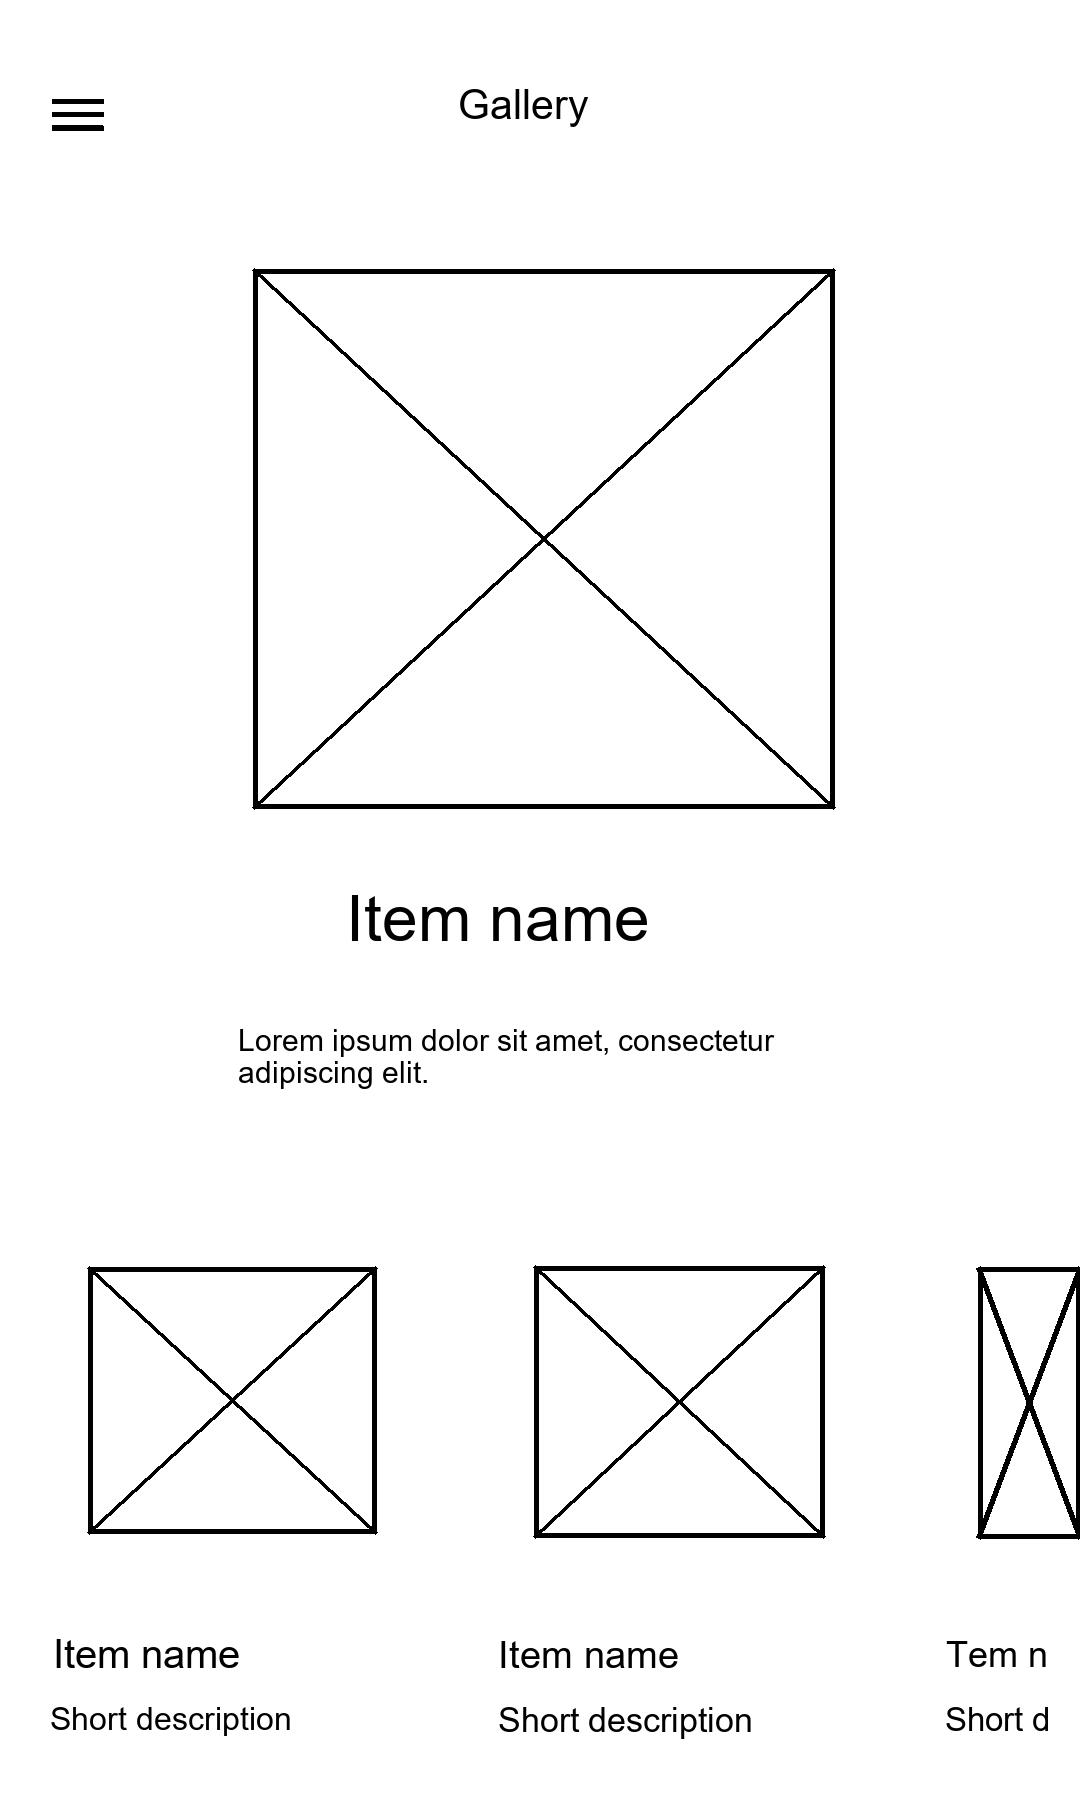 Gallery
Item name
Lorem ipsum dolor sit amet, consectetur
adipiscing elit.
Item name
Item name
Tem n
Short description
Short description
Short d